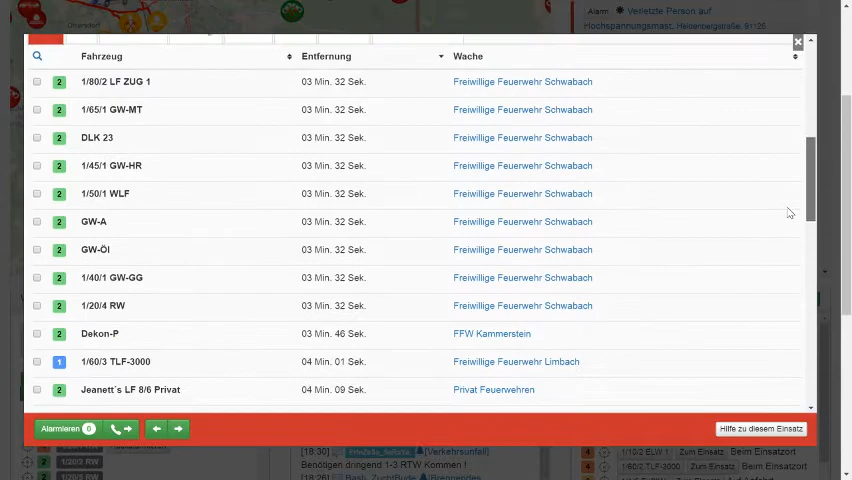 Ottersdorf
Alarm Verletzte Person auf
Hochspannungsmast, Heisenbergstraße, 91126
Fahrzeug Entfernung Wache
2 1/80/2 LF ZUG 1 03 Min. 32 Sek. Freiwillige Feuerwehr Schwabach
2 1/65/1 GW-MT 03 Min. 32 Sek. Freiwillige Feuerwehr Schwabach
2 DLK 23 03 Min. 32 Sek. Freiwillige Feuerwehr Schwabach
2 1/45/1 GW-HR 03 Min. 32 Sek. Freiwillige Feuerwehr Schwabach
2 1/50/1 WLF 03 Min. 32 Sek. Freiwillige Feuerwehr Schwabach
2 GW-A 03 Min. 32 Sek. Freiwillige Feuerwehr Schwabach
2 GW-Öl 03 Min. 32 Sek. Freiwillige Feuerwehr Schwabach
2 1/40/1 GW-GG 03 Min. 32 Sek. Freiwillige Feuerwehr Schwabach
2 1/20/4 RW 03 Min. 32 Sek. Freiwillige Feuerwehr Schwabach
2 Dekon-P 03 Min. 46 Sek. FFW Kammerstein
1 1/60/3 TLF-3000 04 Min. 01 Sek. Freiwillige Feuerwehr Limbach
2 Jeanett´s LF 8/6 Privat 04 Min. 09 Sek. Privat Feuerwehren
Alarmieren 0 Hilfe zu diesem Einsatz
[18:30] [Verkehrsunfall] 4 1/10/2 ELW 1 Zum Einsatz Beim Einsatzort
2 1/20/2 RW Benötigen dringend 1-3 RTW Kommen ! 4 1/60/2 TLF-3000 Zum Einsatz Beim Einsatzort
[18:26]